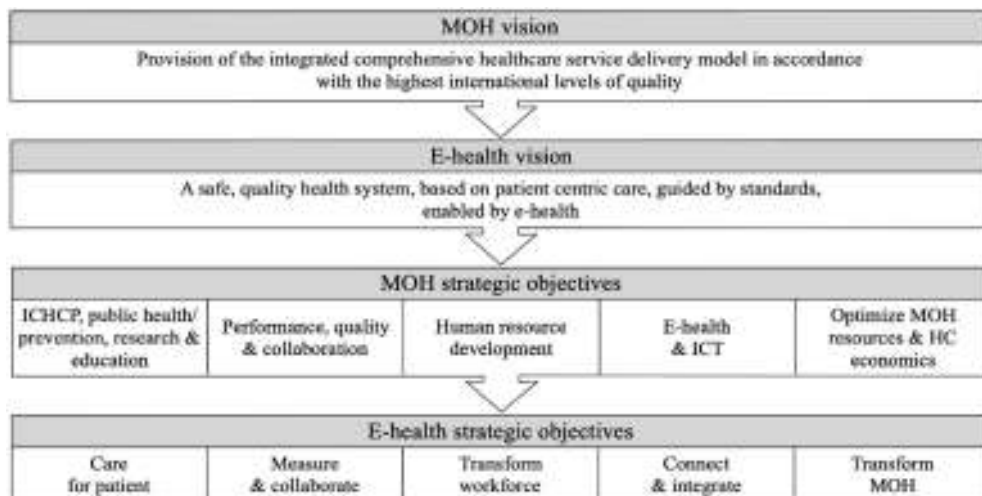 MOH vision
Provision of the integrated comprehensive healthcare service delivery model in accordance
with the highest international levels of quality
E-health vision
A safe, quality health system, based on patient centric care, guided by standards,
enabled by e-health
MOH strategic objectives
ICHCP, public health/
prevention, research &
education
Performance, quality
& collaboration
Human resource
development
E-health
& ICT
Optimize MOH
resources & HC
economics
E-health strategic objectives
Care
for patient
Measure
& collaborate
Transform
workforce
Connect
& integrate
Transform
MOH